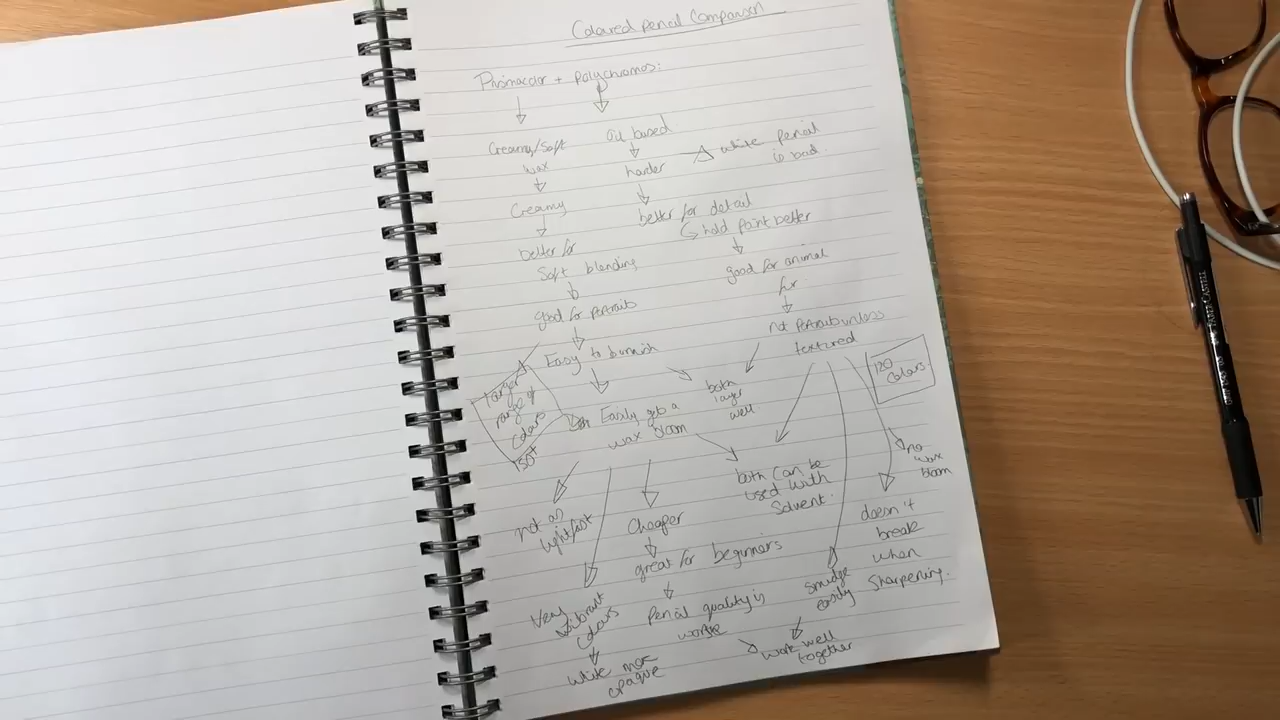 Coloured pencil Comparison
Prismacolor + polychromos:
Creamy/Soft
wax
Creamy
better for
Soft blending
good for portraits
Easy to burnish
larger
range of
colours
150+
Easily gets a
wax bloom
not as
lightfast
Very
vibrant
colours
white more
opaque
Cheaper
great for beginners
Pencil quality is
worse
Oil based
harder
white pencil
is bad.
better for detail
hold point better
good for animal
fur
not portraits unless
textured
120
colours.
both
layer
well
both can be
used with
Solvent.
no
wax
bloom
doesn't
break
when
Sharpening.
smudge
easily
work well
together
FABER-CASTELL